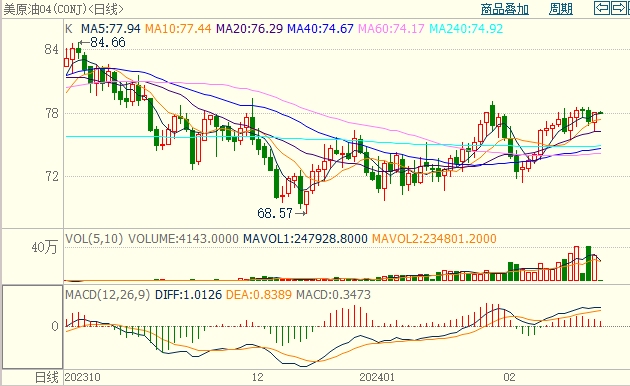 美原油04(CONJ)<日线> 商品叠加 周期
K MA5:77.94 MA10:77.44 MA20:76.29 MA40:74.67 MA60:74.17 MA240:74.92
84 84.66
78
72
68.57
VOL(5,10) VOLUME:4143.0000 MAVOL1:247928.8000 MAVOL2:234801.2000
40万
MACD(12,26,9) DIFF:1.0126 DEA:0.8389 MACD:0.3473
0
日线 202310 12 202401 02